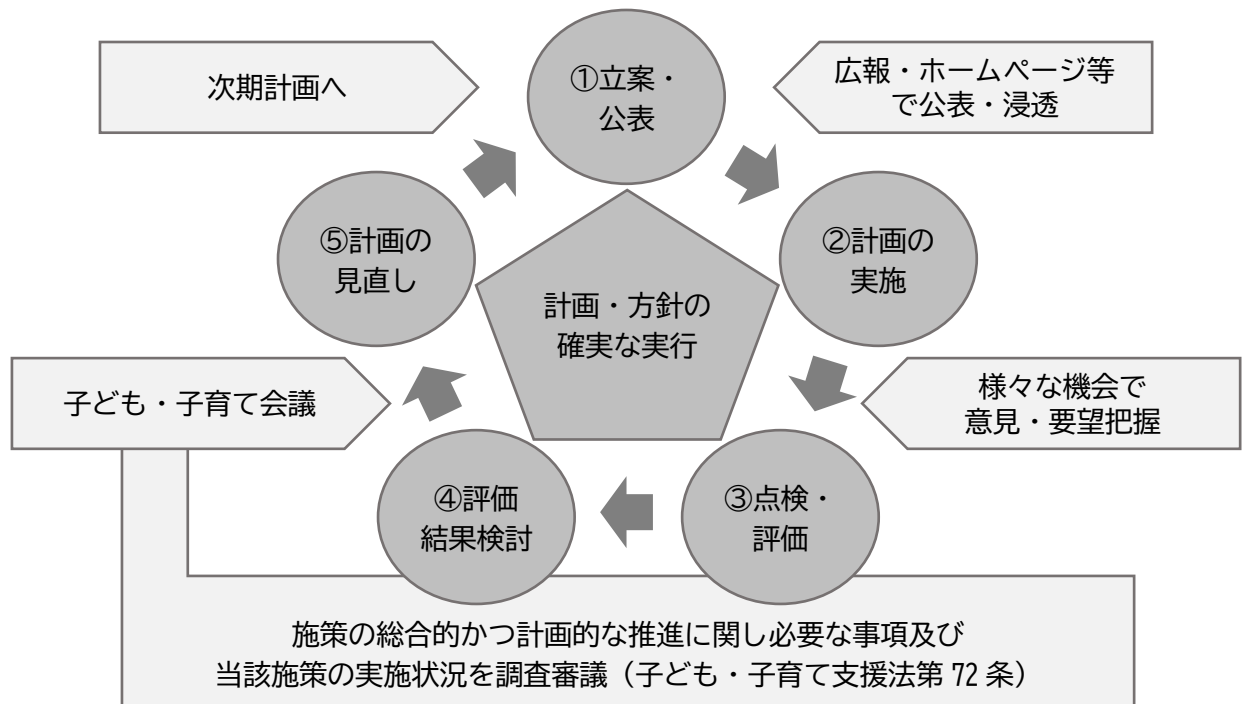 次期計画へ
①立案・
公表
広報・ホームページ等
で公表・浸透
⑤計画の
見直し
②計画の
実施
計画・方針の
確実な実行
子ども・子育て会議
様々な機会で
意見・要望把握
④評価
結果検討
③点検・
評価
施策の総合的かつ計画的な推進に関し必要な事項及び
当該施策の実施状況を調査審議（子ども・子育て支援法第 72 条）